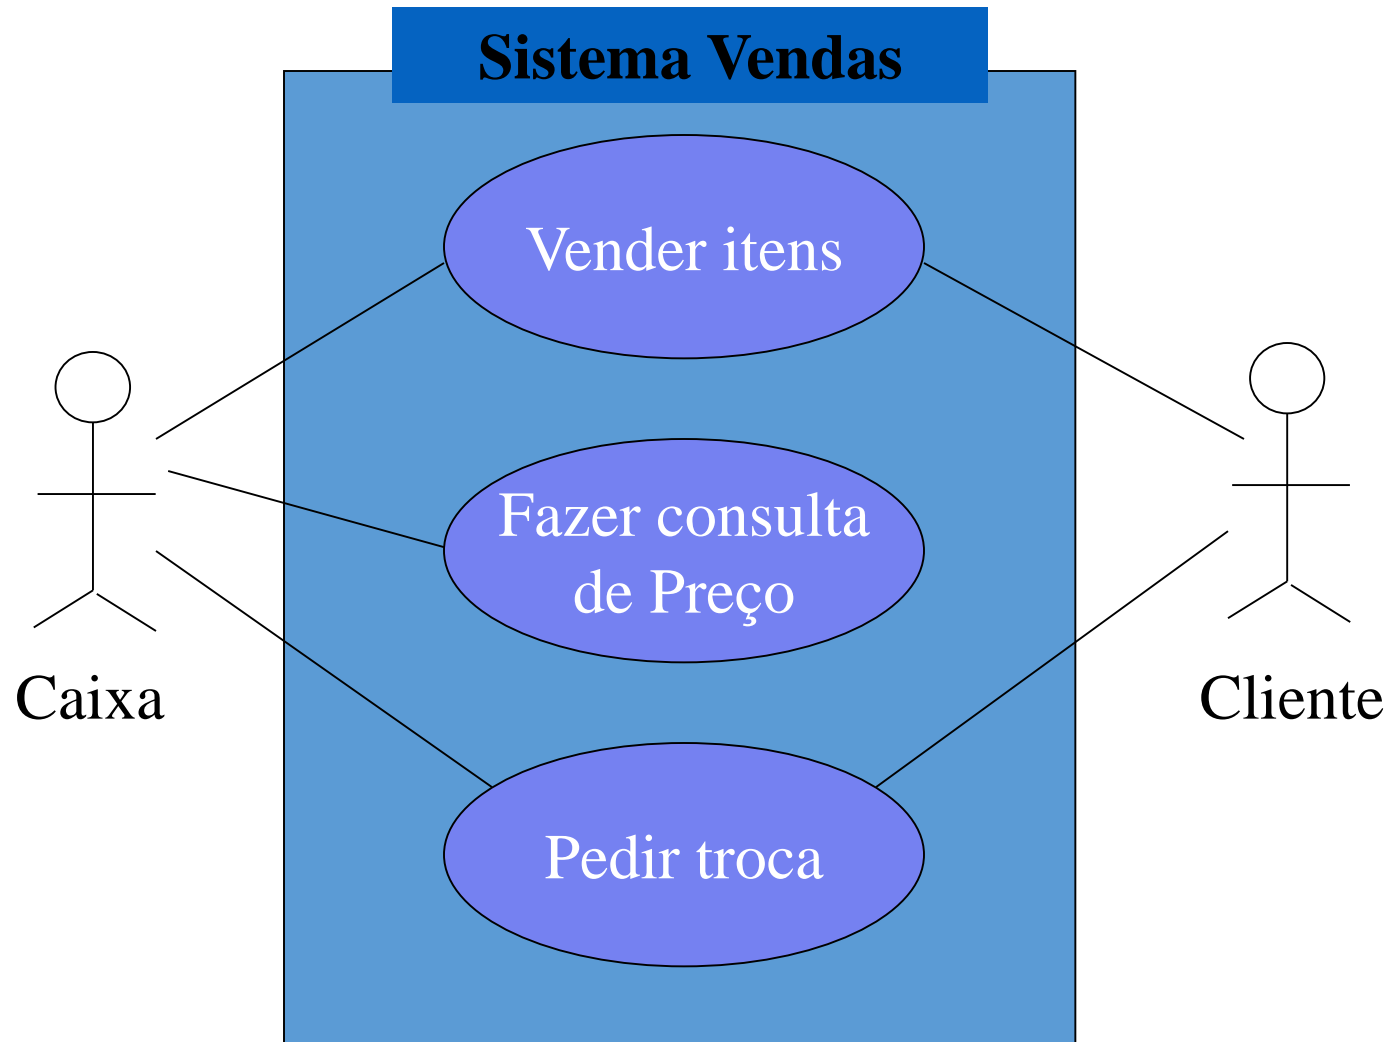 Sistema Vendas
Vender itens
Fazer consulta
de Preço
Caixa
Cliente
Pedir troca